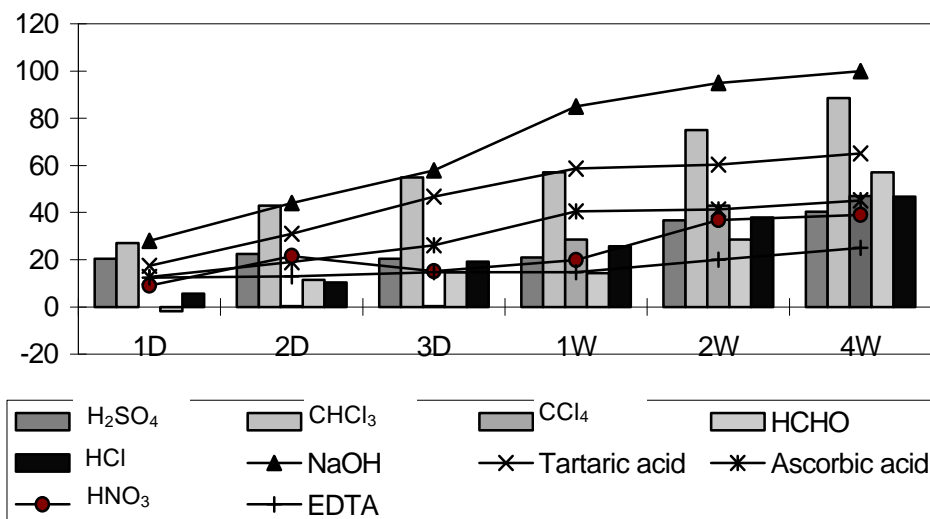 120
100
80
60
40
20
0
-20
1D 2D 3D 1W 2W 4W
H₂SO₄ CHCl₃ CCl₄ HCHO
HCl NaOH Tartaric acid Ascorbic acid
HNO₃ EDTA